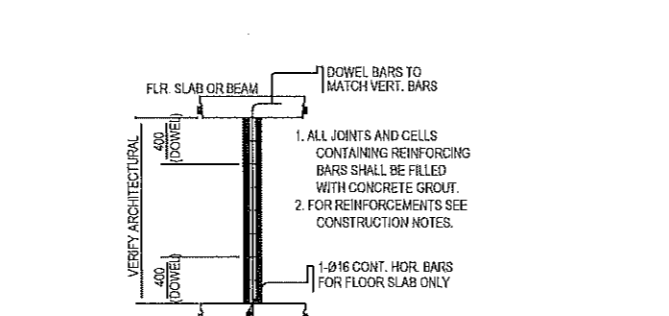 DOWEL BARS TO
MATCH VERT. BARS
FLR. SLAB OR BEAM
400
(DOWEL)
VERIFY ARCHITECTURAL
1. ALL JOINTS AND CELLS
CONTAINING REINFORCING
BARS SHALL BE FILLED
WITH CONCRETE GROUT.
2. FOR REINFORCEMENTS SEE
CONSTRUCTION NOTES.
400
(DOWEL)
1-Ø16 CONT. HOR. BARS
FOR FLOOR SLAB ONLY